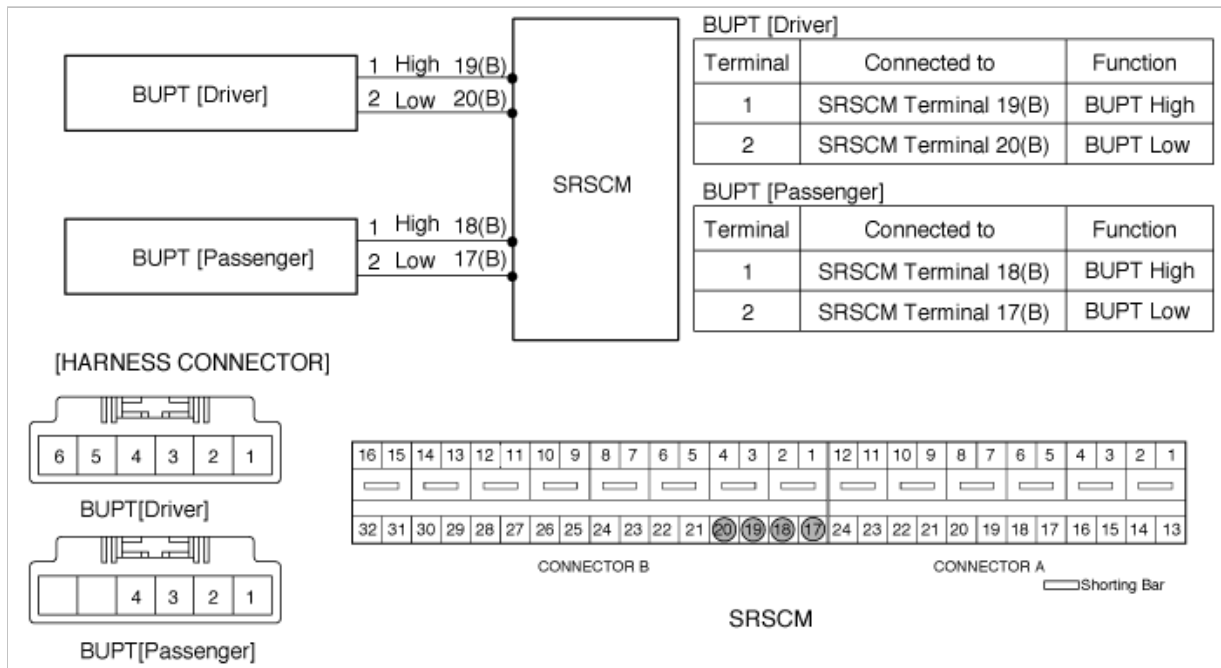 BUPT [Driver]
1 High 19(B)
2 Low 20(B)
BUPT [Passenger]
1 High 18(B)
2 Low 17(B)
SRSCM
BUPT [Driver]
Terminal Connected to Function
1 SRSCM Terminal 19(B) BUPT High
2 SRSCM Terminal 20(B) BUPT Low
BUPT [Passenger]
Terminal Connected to Function
1 SRSCM Terminal 18(B) BUPT High
2 SRSCM Terminal 17(B) BUPT Low
[HARNESS CONNECTOR]
6 5 4 3 2 1
BUPT[Driver]
4 3 2 1
BUPT[Passenger]
16 15 14 13 12 11 10 9 8 7 6 5 4 3 2 1 12 11 10 9 8 7 6 5 4 3 2 1
32 31 30 29 28 27 26 25 24 23 22 21 20 19 18 17 24 23 22 21 20 19 18 17 16 15 14 13
CONNECTOR B CONNECTOR A
Shorting Bar
SRSCM